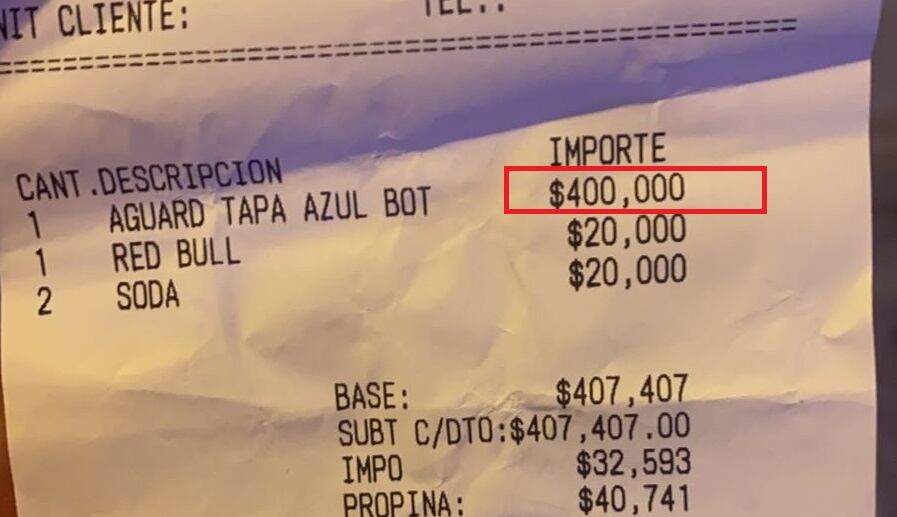 NIT CLIENTE: TEL.:
================================================
CANT.DESCRIPCION IMPORTE
1 AGUARD TAPA AZUL BOT $400,000
1 RED BULL $20,000
2 SODA $20,000
BASE: $407,407
SUBT C/DTO:$407,407.00
IMPO $32,593
PROPINA: $40,741